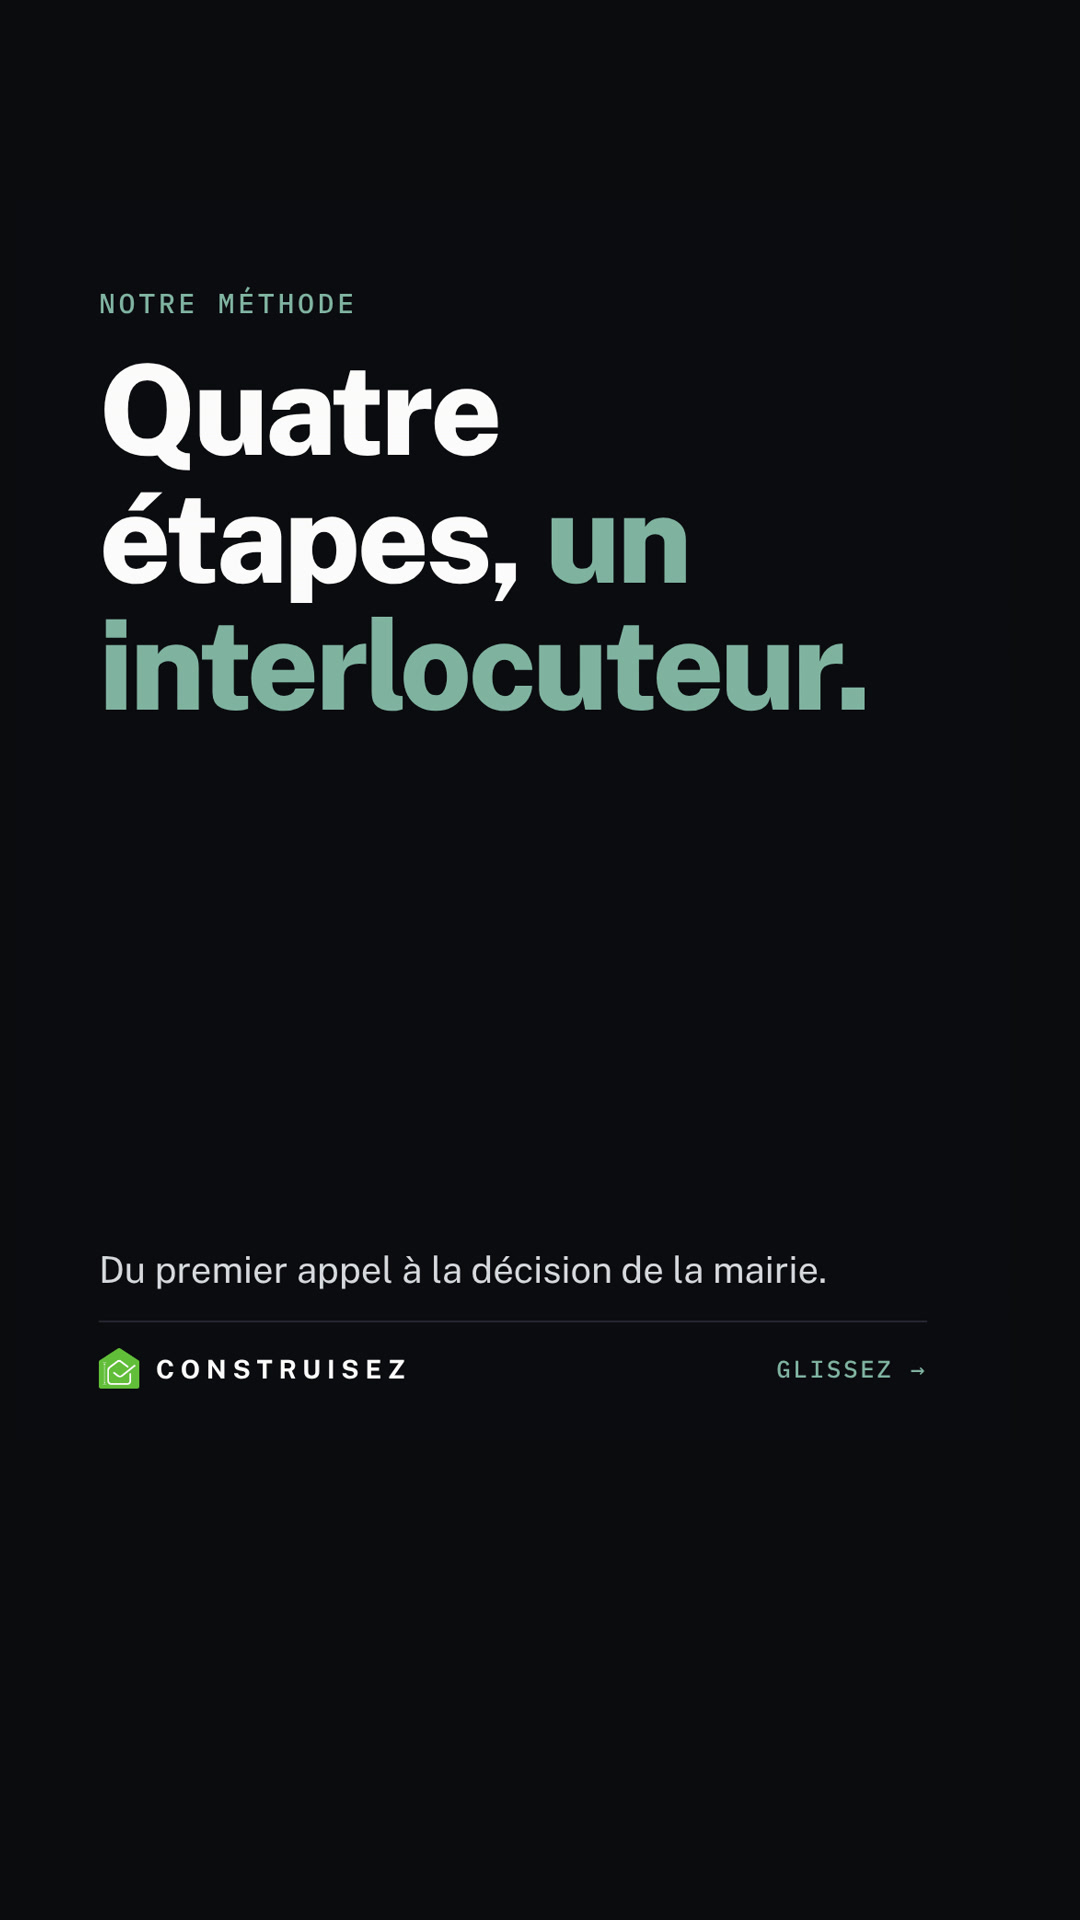 NOTRE MÉTHODE
Quatre
étapes, un
interlocuteur.
Du premier appel à la décision de la mairie.
CONSTRUISEZ
GLISSEZ →